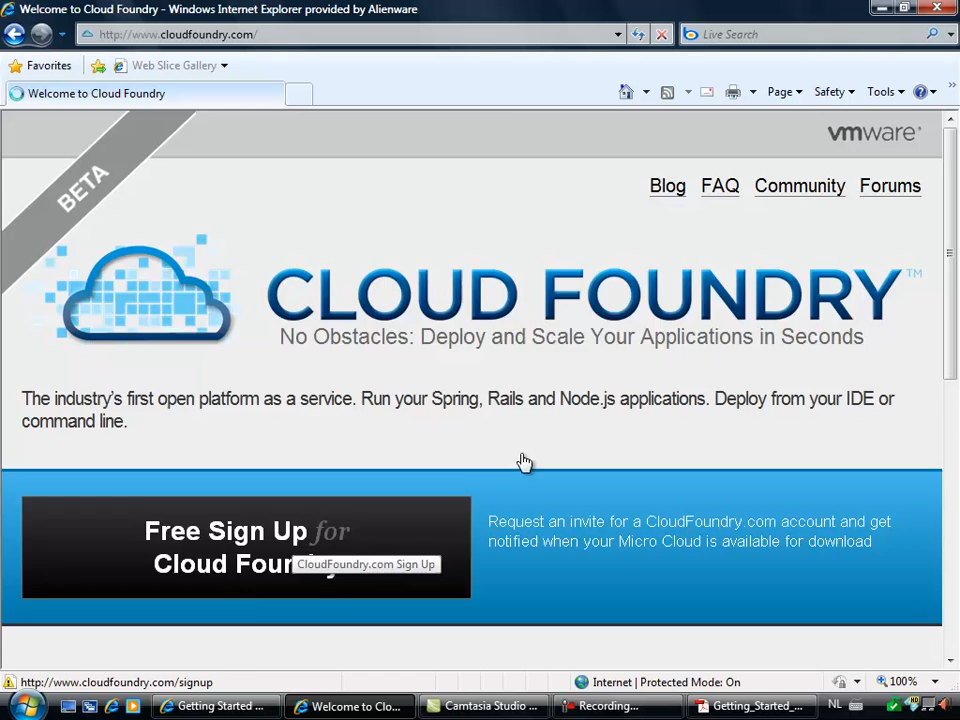 Welcome to Cloud Foundry - Windows Internet Explorer provided by Alienware
http://www.cloudfoundry.com/
Live Search
Favorites
Web Slice Gallery
Welcome to Cloud Foundry
Page
Safety
Tools
BETA
vmware®
Blog FAQ Community Forums
CLOUD FOUNDRY™
No Obstacles: Deploy and Scale Your Applications in Seconds
The industry's first open platform as a service. Run your Spring, Rails and Node.js applications. Deploy from your IDE or
command line.
Free Sign Up for
Cloud Foundry
CloudFoundry.com Sign Up
Request an invite for a CloudFoundry.com account and get
notified when your Micro Cloud is available for download
http://www.cloudfoundry.com/signup
Internet | Protected Mode: On
100%
Getting Started ...
Welcome to Clo...
Camtasia Studio ...
Recording...
Getting_Started_...
NL